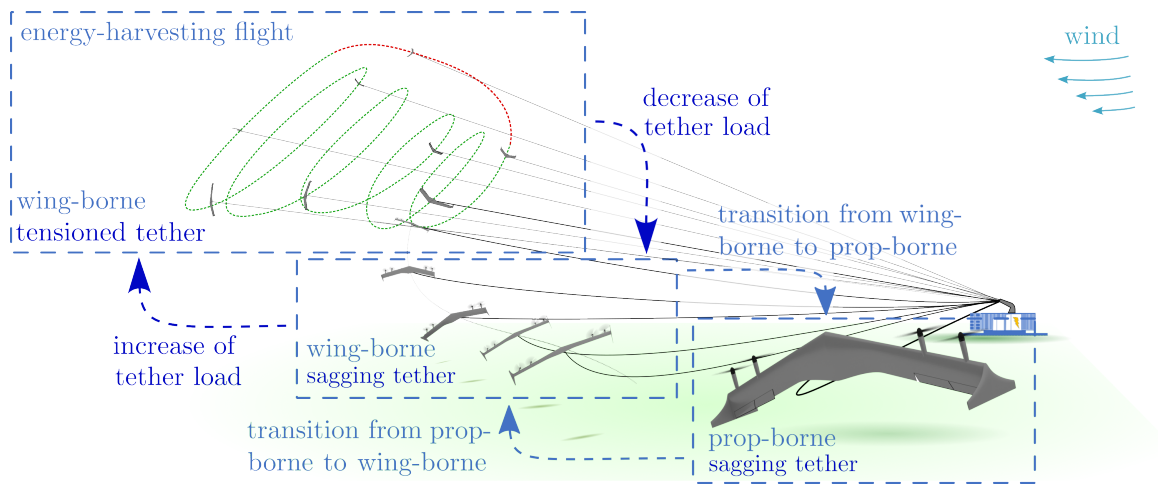 energy-harvesting flight
wind
decrease of
tether load
wing-borne
tensioned tether
transition from wing-
borne to prop-borne
increase of
tether load
wing-borne
sagging tether
transition from prop-
borne to wing-borne
prop-borne
sagging tether